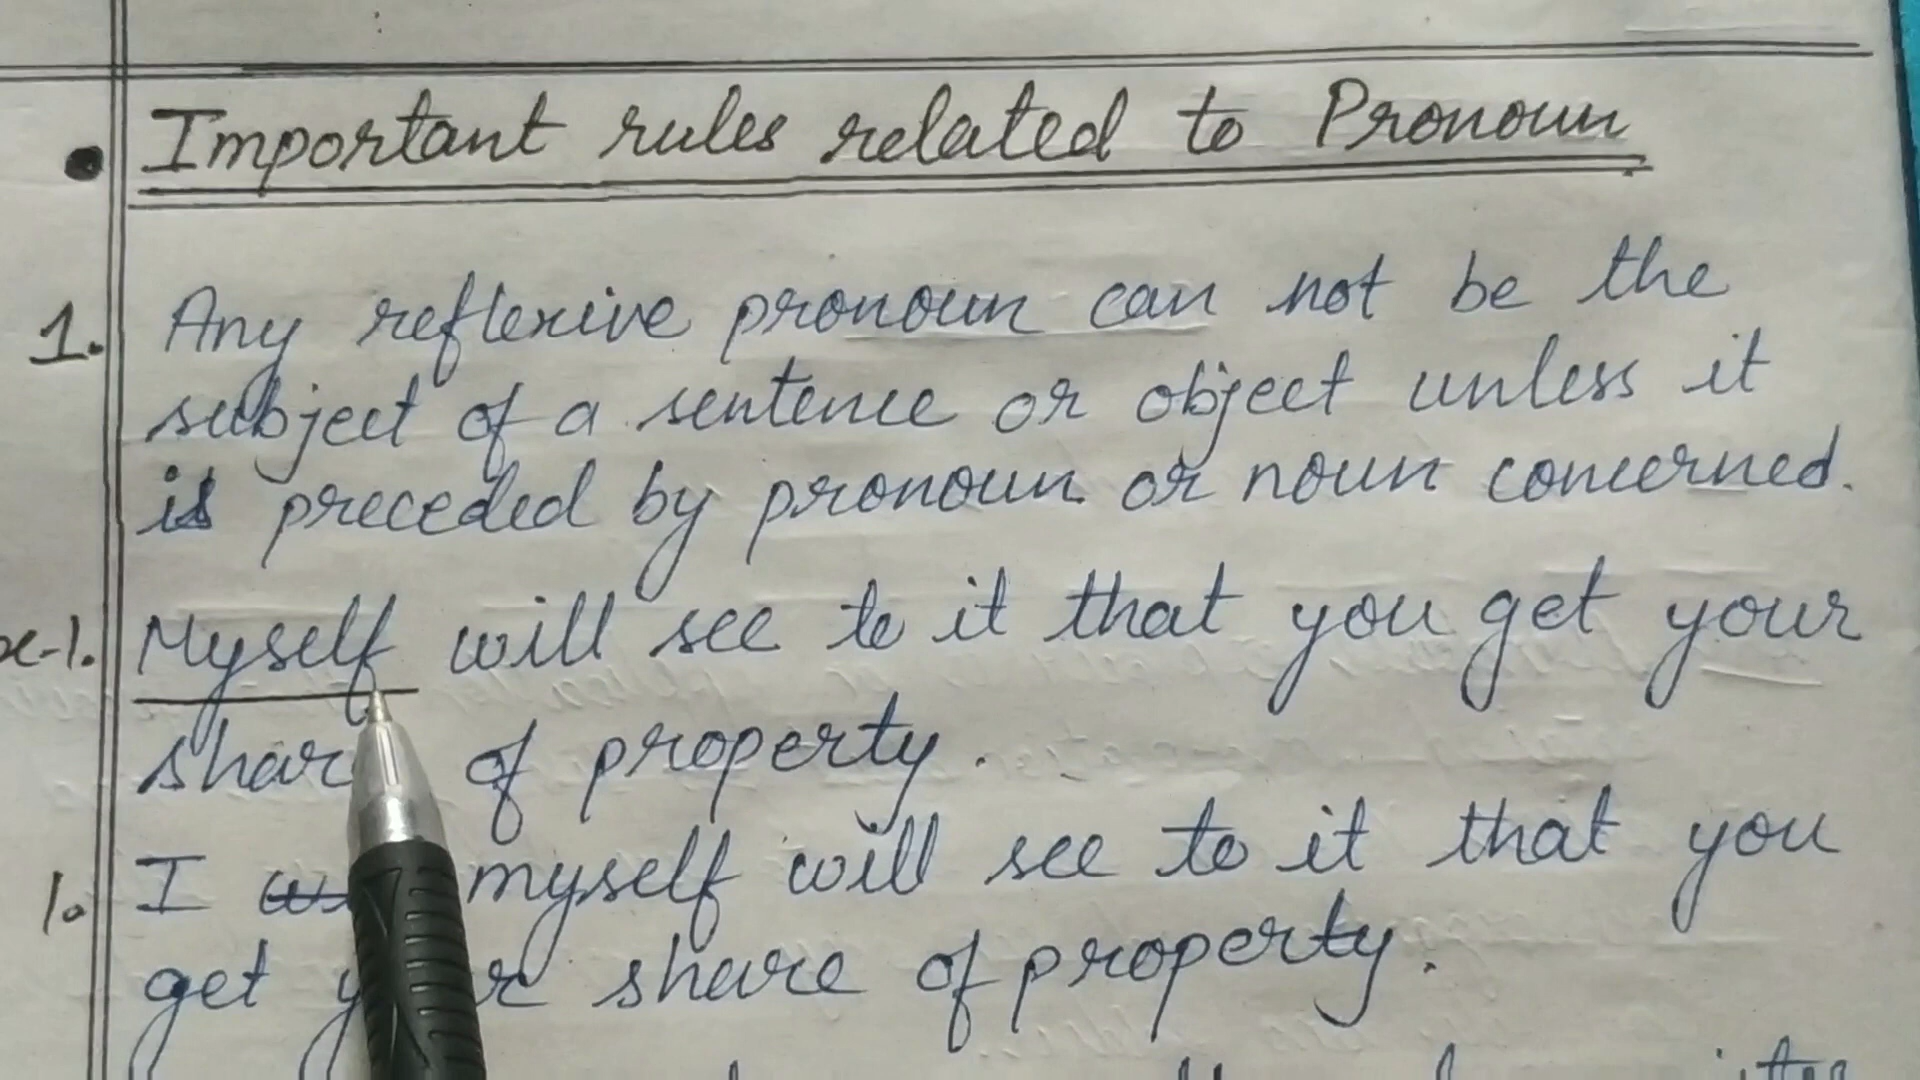 • Important rules related to Pronoun
1. Any reflexive pronoun can not be the
subject of a sentence or object unless it
is preceded by pronoun or noun concerned.
Myself will see to it that you get your
share of property.
1. I myself will see to it that you
get your share of property.